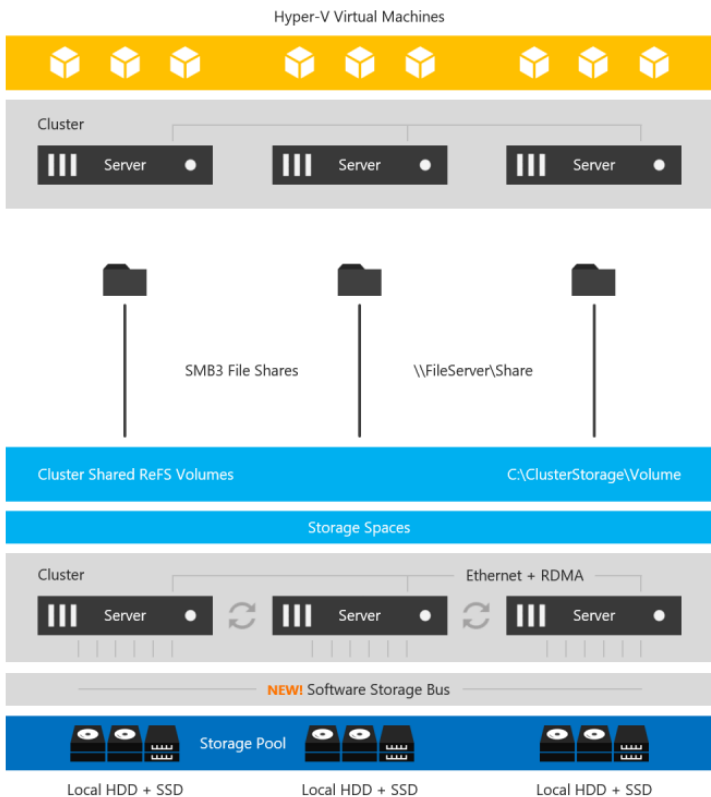 Hyper-V Virtual Machines
Cluster
Server Server Server
SMB3 File Shares \\FileServer\Share
Cluster Shared ReFS Volumes C:\ClusterStorage\Volume
Storage Spaces
Cluster Ethernet + RDMA
Server Server Server
NEW! Software Storage Bus
Storage Pool
Local HDD + SSD Local HDD + SSD Local HDD + SSD